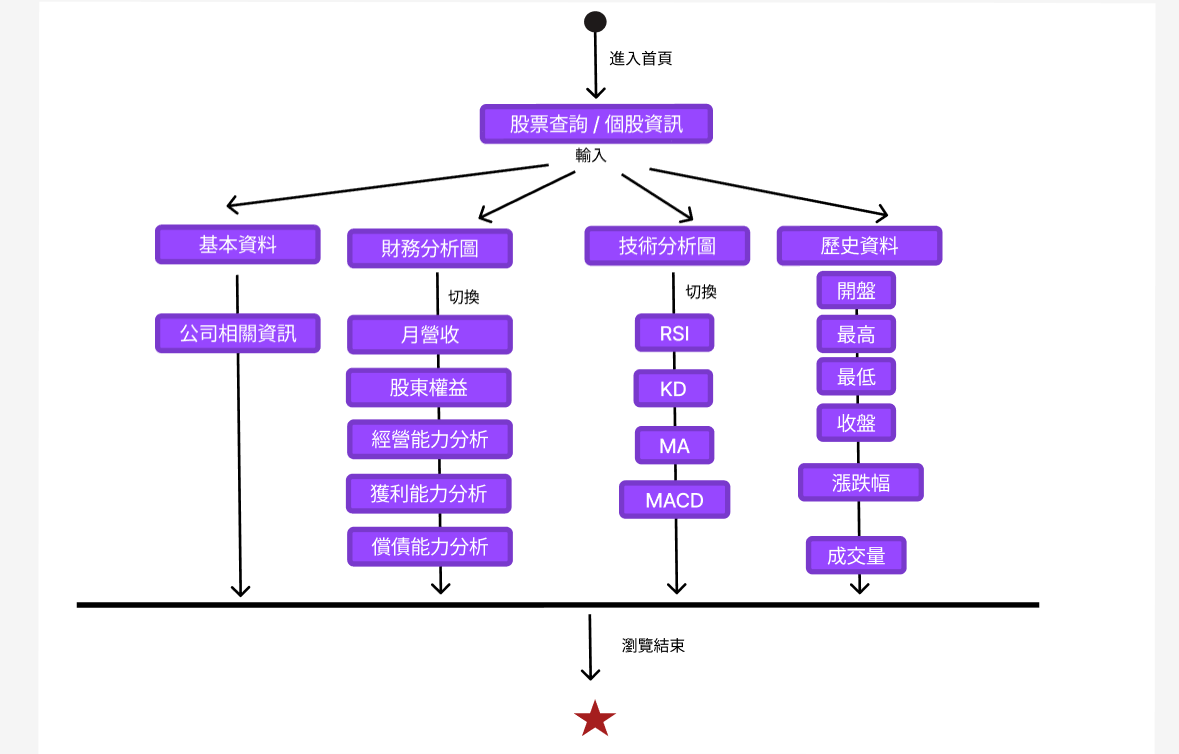 進入首頁
股票查詢 / 個股資訊
輸入
基本資料
財務分析圖
技術分析圖
歷史資料
切換
切換
公司相關資訊
月營收
股東權益
經營能力分析
獲利能力分析
償債能力分析
RSI
KD
MA
MACD
開盤
最高
最低
收盤
漲跌幅
成交量
瀏覽結束